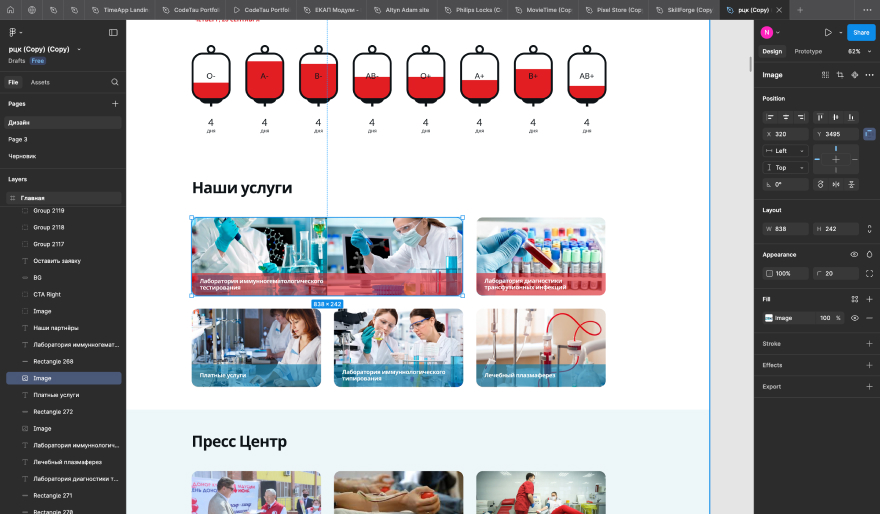 TimeApp Landin
CodeTau Portfol
CodeTau Portfol
ЕКАП Модули -
Altyn Adam site
Philips Locks (C
MovieTime (Cop
Pixel Store (Cop
SkillForge (Copy
рцк (Copy)
рцк (Copy) (Copy)
Drafts
Free
File
Assets
Pages
Дизайн
Page 3
Черновик
Layers
Главная
Group 2119
Group 2118
Group 2117
Оставить заявку
BG
CTA Right
Image
Наши партнёры
Лаборатория иммунногемат...
Rectangle 268
Image
Платные услуги
Rectangle 272
Image
Лаборатория иммуннологич...
Лечебный плазмаферез
Лаборатория диагностики т...
Rectangle 271
Rectangle 270
O-
A-
B-
AB-
O+
A+
B+
AB+
4
4
4
4
4
4
4
4
дня
дня
дня
дня
дня
дня
дня
дня
Наши услуги
Лаборатория иммунногематологического
тестирования
Лаборатория диагностики
трансфузионных инфекций
838 × 242
Платные услуги
Лаборатория иммуннологического
типирования
Лечебный плазмаферез
Пресс Центр
N
Share
Design
Prototype
62%
Image
Position
X 320
Y 3495
Left
Top
0°
Layout
W 838
H 242
Appearance
100%
20
Fill
Image
100 %
Stroke
Effects
Export